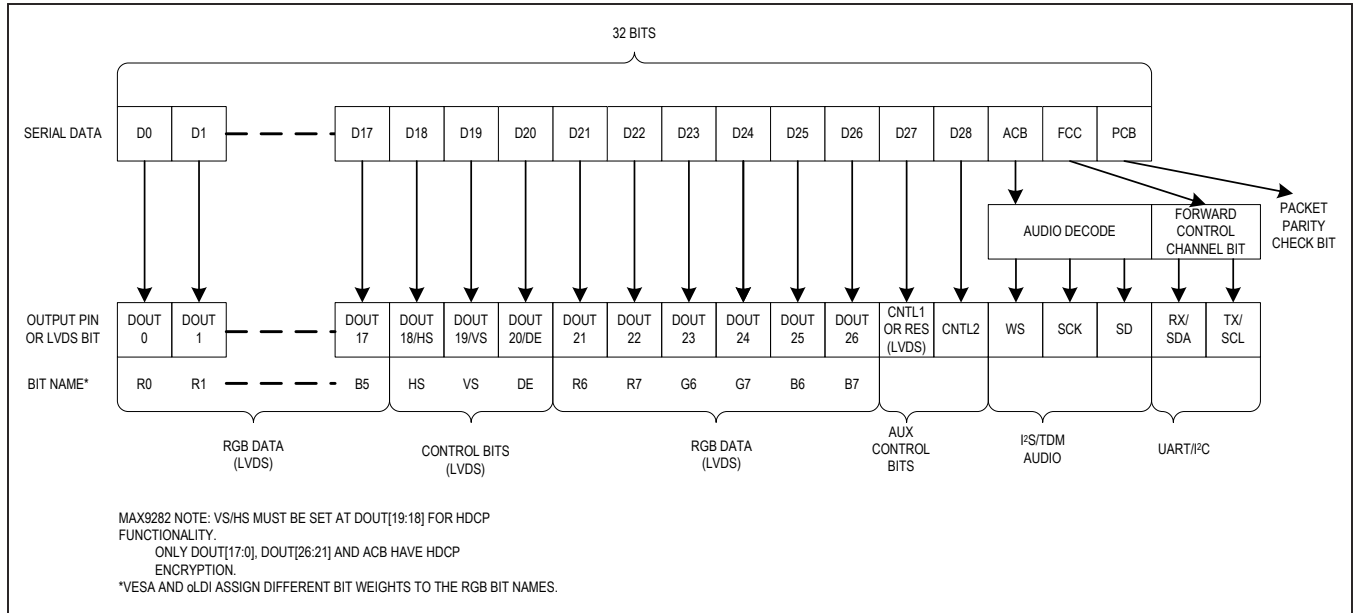 32 BITS
SERIAL DATA D0 D1 D17 D18 D19 D20 D21 D22 D23 D24 D25 D26 D27 D28 ACB FCC PCB
AUDIO DECODE
FORWARD
CONTROL
CHANNEL BIT
PACKET
PARITY
CHECK BIT
OUTPUT PIN
OR LVDS BIT
DOUT
0
DOUT
1
DOUT
17
DOUT
18/HS
DOUT
19/VS
DOUT
20/DE
DOUT
21
DOUT
22
DOUT
23
DOUT
24
DOUT
25
DOUT
26
CNTL1
OR RES
(LVDS)
CNTL2
WS
SCK
SD
RX/
SDA
TX/
SCL
BIT NAME* R0 R1 B5 HS VS DE R6 R7 G6 G7 B6 B7
RGB DATA
(LVDS)
CONTROL BITS
(LVDS)
RGB DATA
(LVDS)
AUX
CONTROL
BITS
I²S/TDM
AUDIO
UART/I²C
MAX9282 NOTE: VS/HS MUST BE SET AT DOUT[19:18] FOR HDCP
FUNCTIONALITY.
ONLY DOUT[17:0], DOUT[26:21] AND ACB HAVE HDCP
ENCRYPTION.
*VESA AND oLDI ASSIGN DIFFERENT BIT WEIGHTS TO THE RGB BIT NAMES.